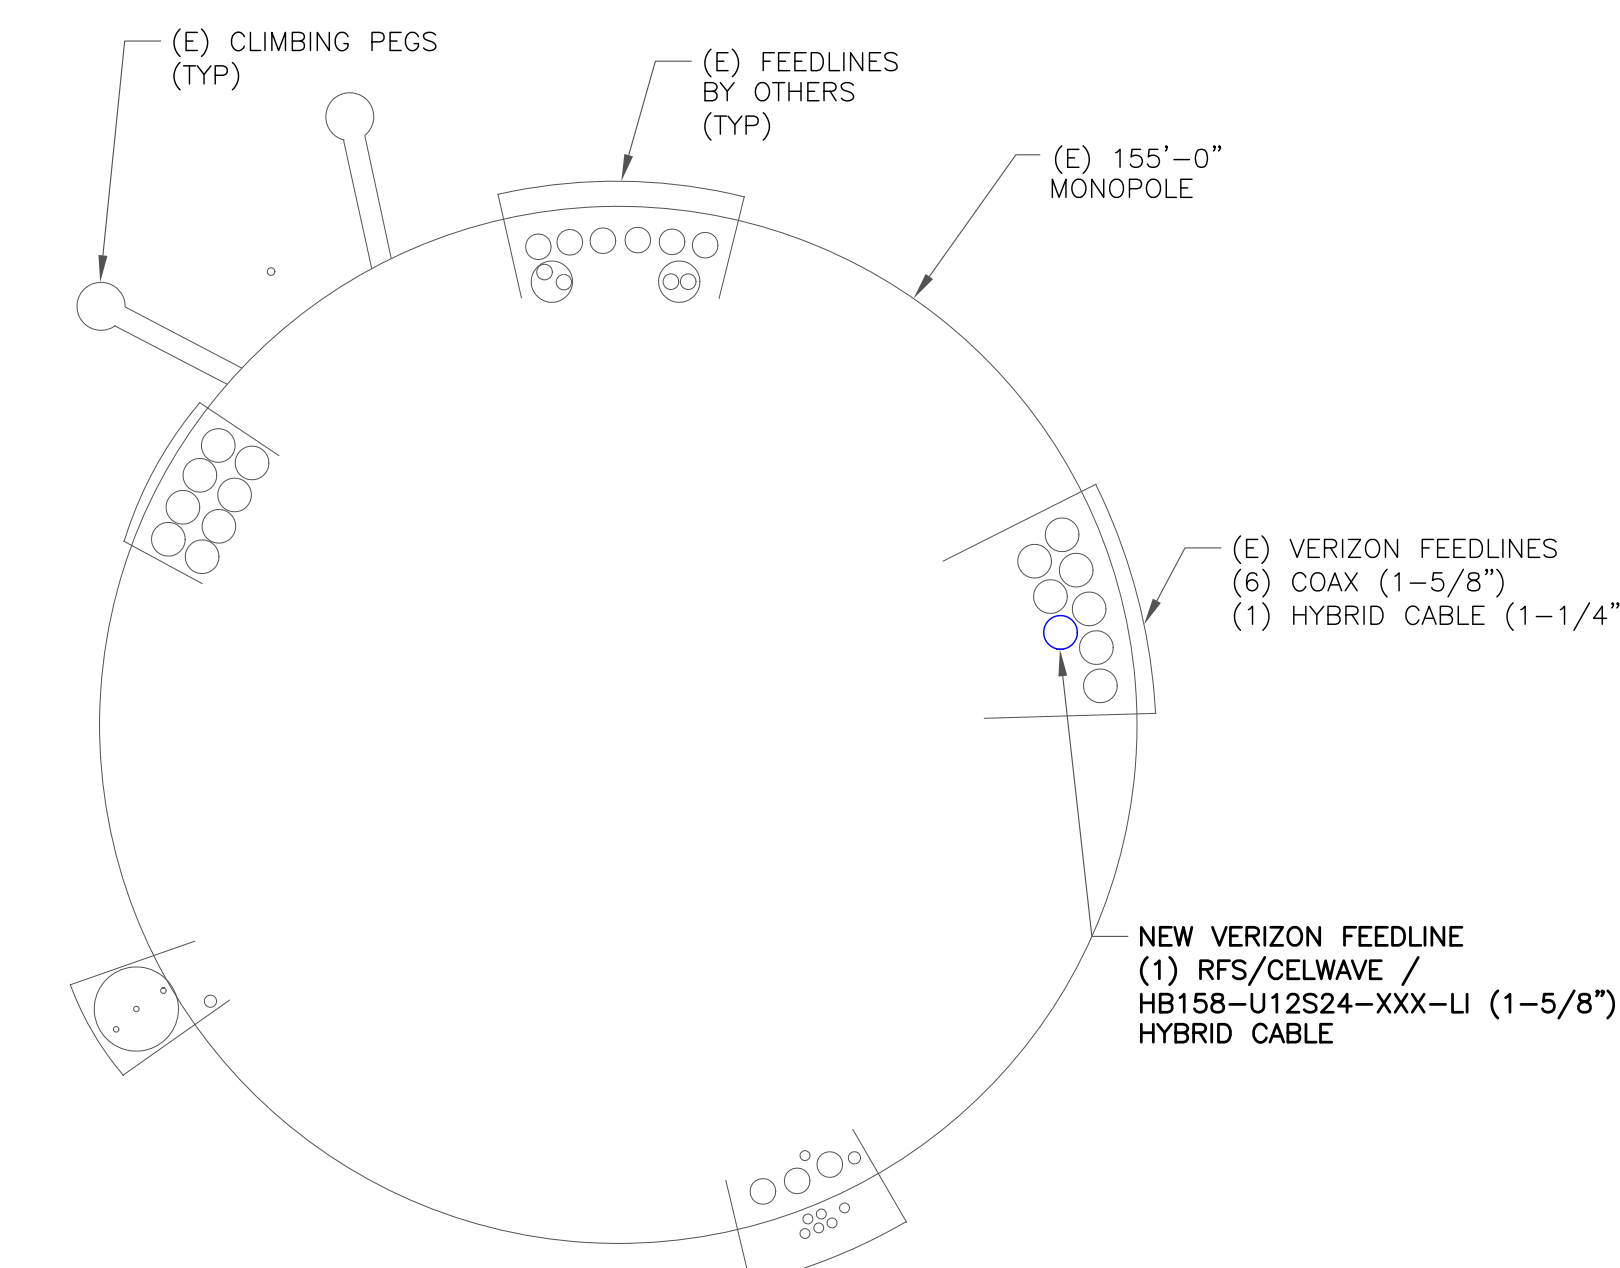 (E) CLIMBING PEGS
(TYP)
(E) FEEDLINES
BY OTHERS
(TYP)
(E) 155'-0"
MONOPOLE
(E) VERIZON FEEDLINES
(6) COAX (1-5/8")
(1) HYBRID CABLE (1-1/4"
NEW VERIZON FEEDLINE
(1) RFS/CELWAVE /
HB158-U12S24-XXX-LI (1-5/8")
HYBRID CABLE